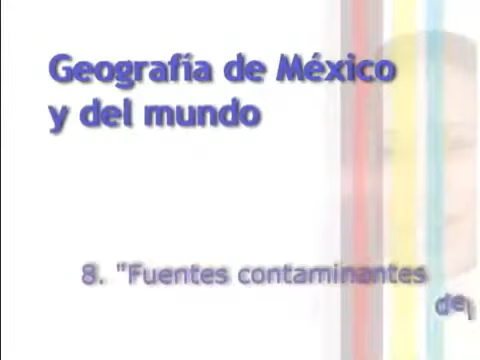 Geografía de México
y del mundo
8. "Fuentes contaminantes
de